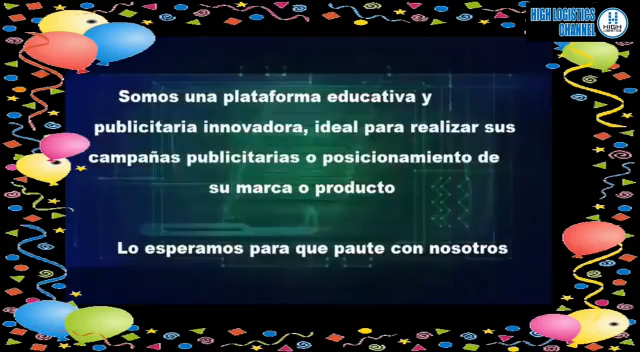 HIGH LOGISTICS
CHANNEL
HIGH
Somos una plataforma educativa y
publicitaria innovadora, ideal para realizar sus
campañas publicitarias o posicionamiento de
su marca o producto
Lo esperamos para que paute con nosotros